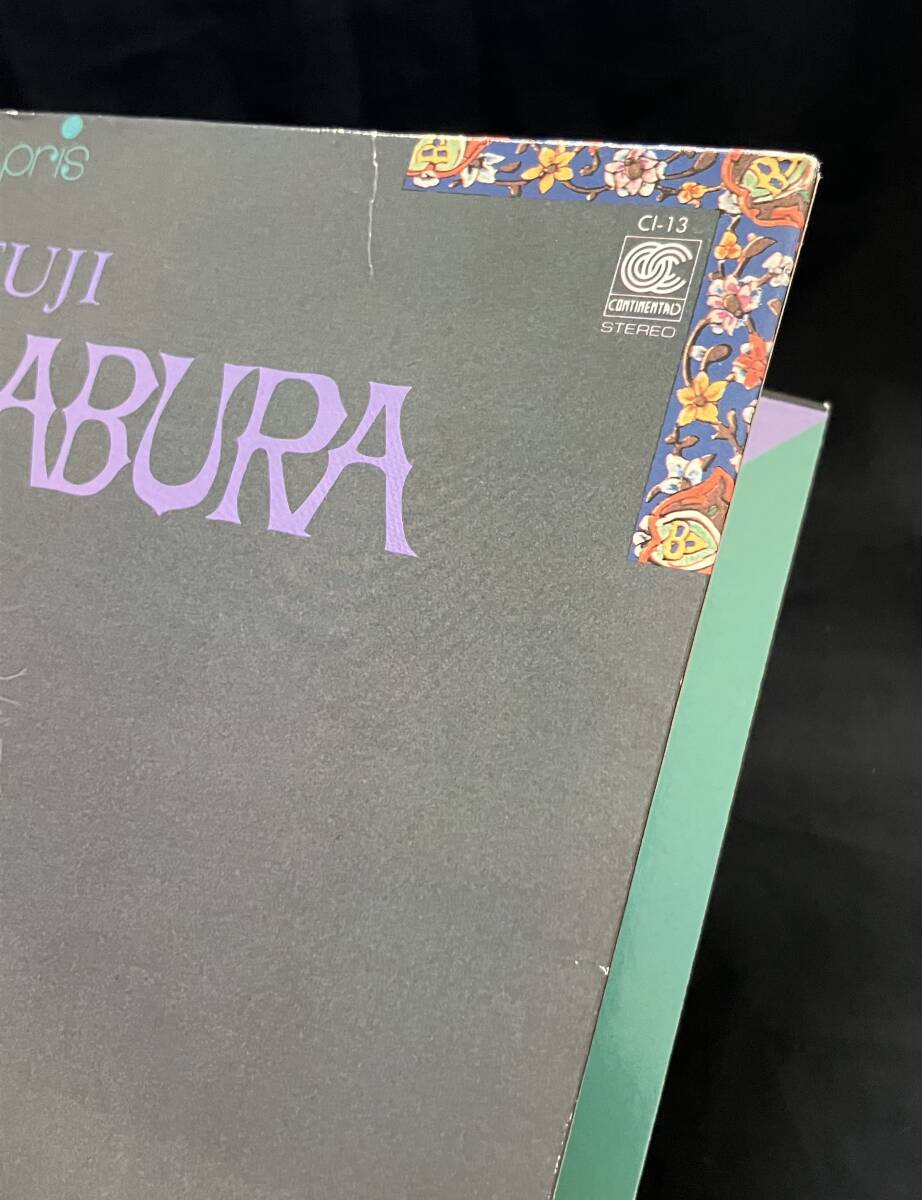 pris
CI-13
CONTINENTAL
STEREO
TUJI
ABURA